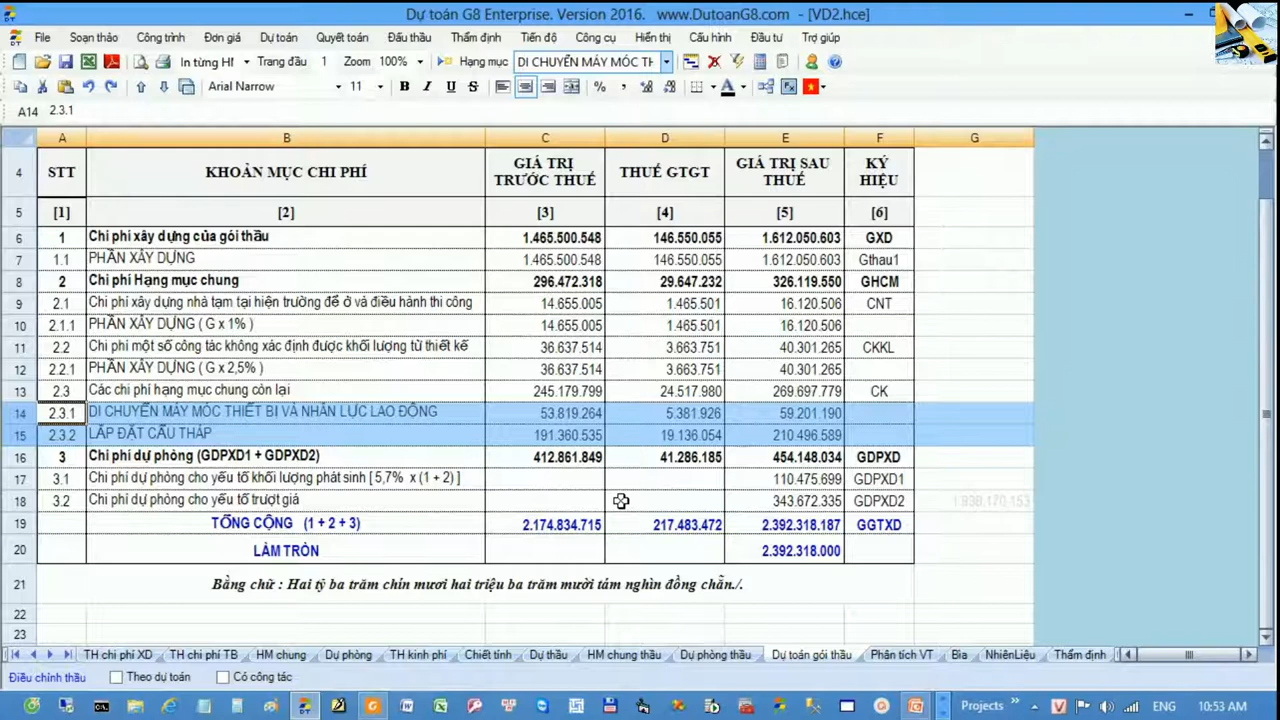 Dự toán G8 Enterprise. Version 2016. www.DutoanG8.com - [VD2.hce]
File Soạn thảo Công trình Đơn giá Dự toán Quyết toán Đấu thầu Thẩm định Tiến độ Công cụ Hiển thị Cấu hình Đầu tư Trợ giúp
In từng Hf Trang đầu 1 Zoom 100% Hạng mục DI CHUYỂN MÁY MÓC TH
Arial Narrow 11 B I U S % , A
A14 2.3.1
A B C D E F G
4 STT KHOẢN MỤC CHI PHÍ GIÁ TRỊ TRƯỚC THUẾ THUẾ GTGT GIÁ TRỊ SAU THUẾ KÝ HIỆU
5 [1] [2] [3] [4] [5] [6]
6 1 Chi phí xây dựng của gói thầu 1.465.500.548 146.550.055 1.612.050.603 GXD
7 1.1 PHẦN XÂY DỰNG 1.465.500.548 146.550.055 1.612.050.603 Gthau1
8 2 Chi phí Hạng mục chung 296.472.318 29.647.232 326.119.550 GHCM
9 2.1 Chi phí xây dựng nhà tạm tại hiện trường để ở và điều hành thi công 14.655.005 1.465.501 16.120.506 CNT
10 2.1.1 PHẦN XÂY DỰNG ( G x 1% ) 14.655.005 1.465.501 16.120.506
11 2.2 Chi phí một số công tác không xác định được khối lượng từ thiết kế 36.637.514 3.663.751 40.301.265 CKKL
12 2.2.1 PHẦN XÂY DỰNG ( G x 2,5% ) 36.637.514 3.663.751 40.301.265
13 2.3 Các chi phí hạng mục chung còn lại 245.179.799 24.517.980 269.697.779 CK
14 2.3.1 DI CHUYỂN MÁY MÓC THIẾT BỊ VÀ NHÂN LỰC LAO ĐỘNG 53.819.264 5.381.926 59.201.190
15 2.3.2 LẮP ĐẶT CẨU THÁP 191.360.535 19.136.054 210.496.589
16 3 Chi phí dự phòng (GDPXD1 + GDPXD2) 412.861.849 41.286.185 454.148.034 GDPXD
17 3.1 Chi phí dự phòng cho yếu tố khối lượng phát sinh [ 5,7% x (1 + 2) ] 110.475.699 GDPXD1
18 3.2 Chi phí dự phòng cho yếu tố trượt giá 343.672.335 GDPXD2 1.938.170.153
19 TỔNG CỘNG (1 + 2 + 3) 2.174.834.715 217.483.472 2.392.318.187 GGTXD
20 LÀM TRÒN 2.392.318.000
21 Bằng chữ : Hai tỷ ba trăm chín mươi hai triệu ba trăm mười tám nghìn đồng chẵn./.
22
23
TH chi phí XD TH chi phí TB HM chung Dự phòng TH kinh phí Chiết tính Dự thầu HM chung thầu Dự phòng thầu Dự toán gói thầu Phân tích VT Bìa NhiênLiệu Thẩm định
Điều chỉnh thầu Theo dự toán Có công tác
Projects ENG 10:53 AM